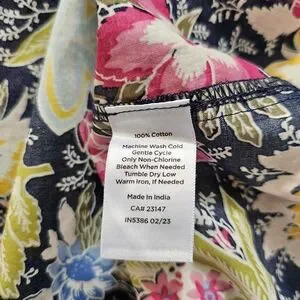 100% Cotton
Machine Wash Cold
Gentle Cycle
Only Non-Chlorine
Bleach When Needed
Tumble Dry Low
Warm Iron, If Needed
Made in India
CA# 23147
IN5386 02/23